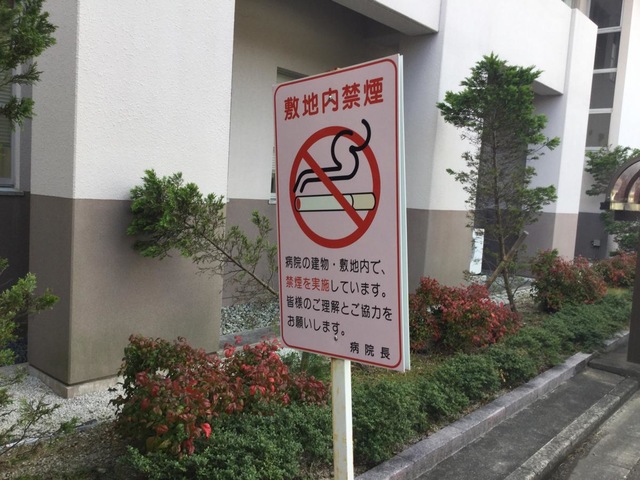 敷地内禁煙
病院の建物・敷地内で、
禁煙を実施しています。
皆様のご理解とご協力を
お願いします。
病院長